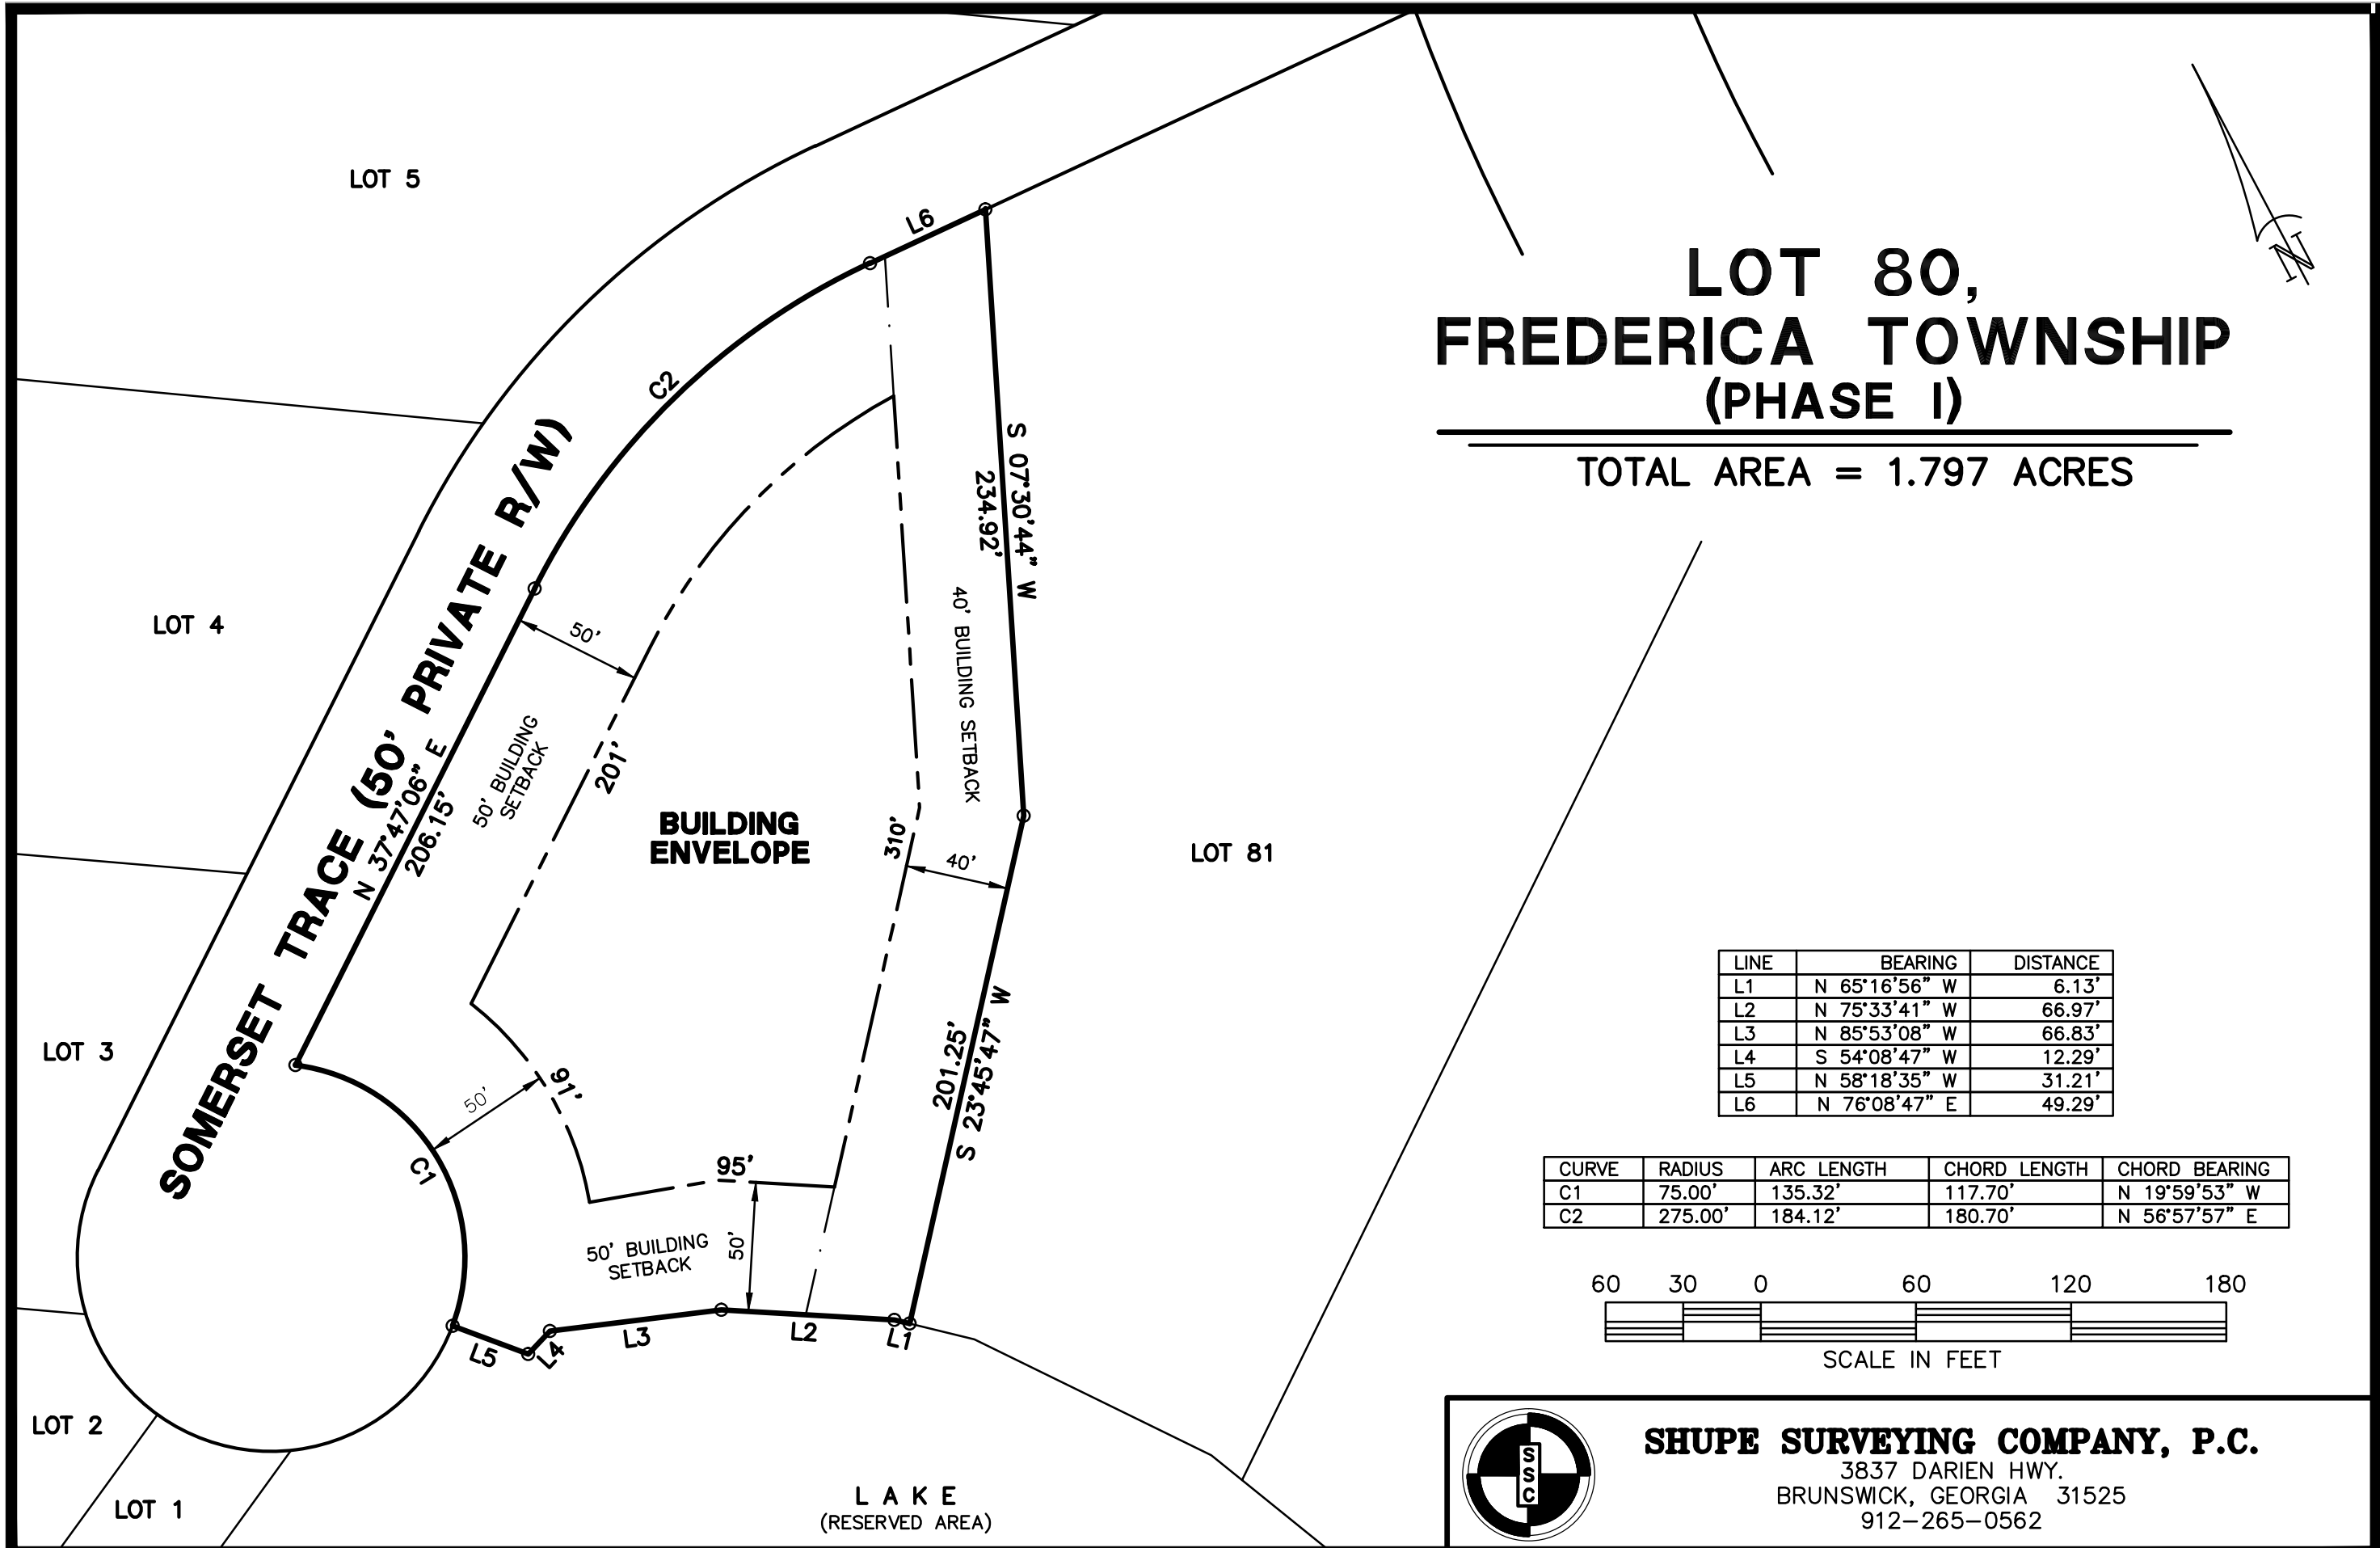 LOT 80,
FREDERICA TOWNSHIP
(PHASE I)
TOTAL AREA = 1.797 ACRES
N
LOT 5
LOT 4
LOT 3
LOT 2
LOT 1
LOT 81
SOMERSET TRACE (50' PRIVATE R/W)
N 37°47'06" E
206.15'
C2
L6
S 07°30'44" W
234.92'
40' BUILDING SETBACK
50'
50' BUILDING
SETBACK
201'
BUILDING
ENVELOPE
310'
40'
201.25'
S 23°45'47" W
50'
91'
C1
95'
50' BUILDING
SETBACK
50'
L5
L4
L3
L2
L1
L A K E
(RESERVED AREA)
LINE BEARING DISTANCE
L1 N 65°16'56" W 6.13'
L2 N 75°33'41" W 66.97'
L3 N 85°53'08" W 66.83'
L4 S 54°08'47" W 12.29'
L5 N 58°18'35" W 31.21'
L6 N 76°08'47" E 49.29'
CURVE RADIUS ARC LENGTH CHORD LENGTH CHORD BEARING
C1 75.00' 135.32' 117.70' N 19°59'53" W
C2 275.00' 184.12' 180.70' N 56°57'57" E
60 30 0 60 120 180
SCALE IN FEET
SSC
SHUPE SURVEYING COMPANY, P.C.
3837 DARIEN HWY.
BRUNSWICK, GEORGIA 31525
912-265-0562